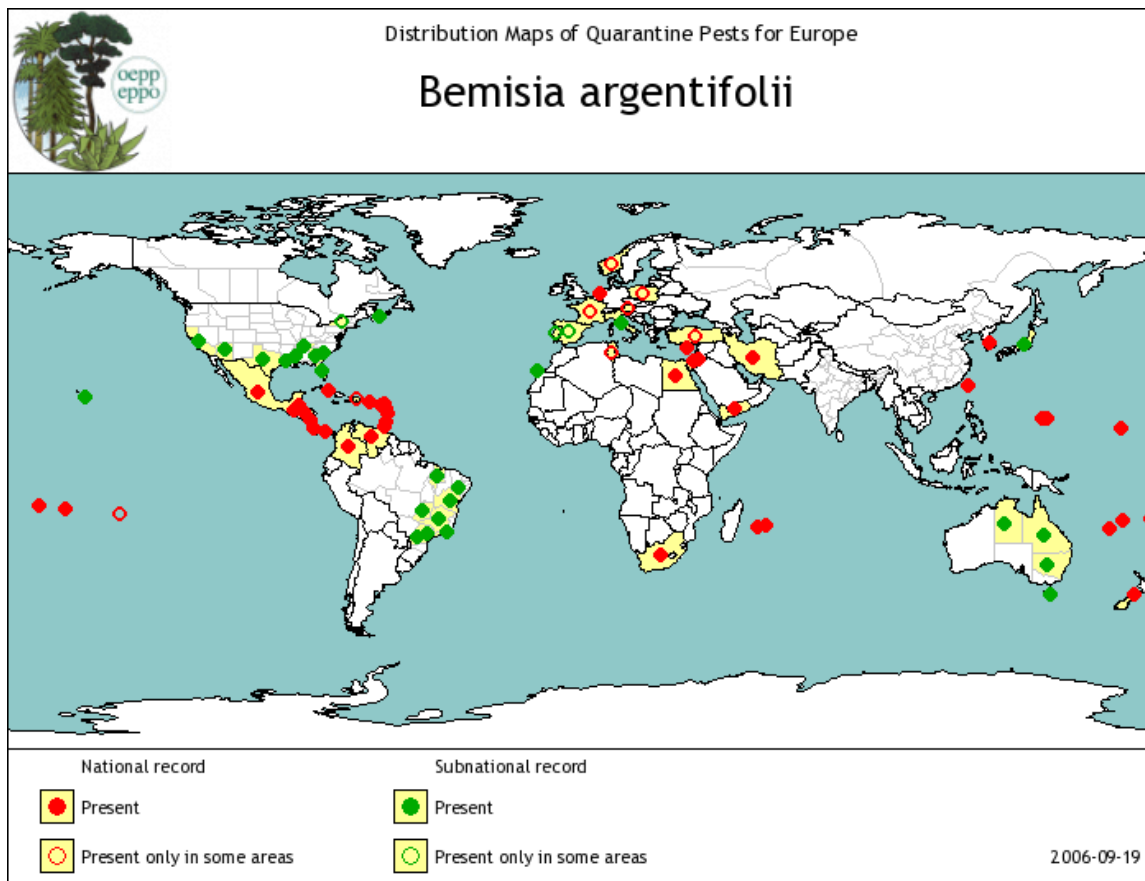 Distribution Maps of Quarantine Pests for Europe
oepp
eppo
Bemisia argentifolii
National record
Subnational record
Present
Present
Present only in some areas
Present only in some areas
2006-09-19